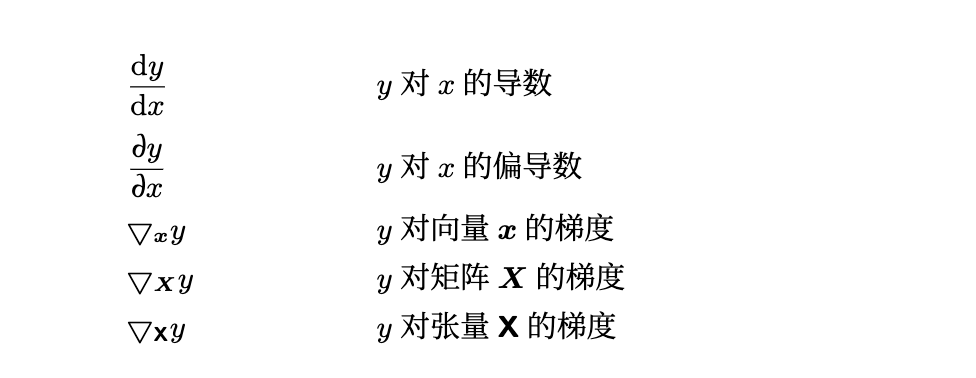 dy/dx y 对 x 的导数
∂y/∂x y 对 x 的偏导数
▽ₓy y 对向量 x 的梯度
▽_X y y 对矩阵 X 的梯度
▽_X y y 对张量 X 的梯度